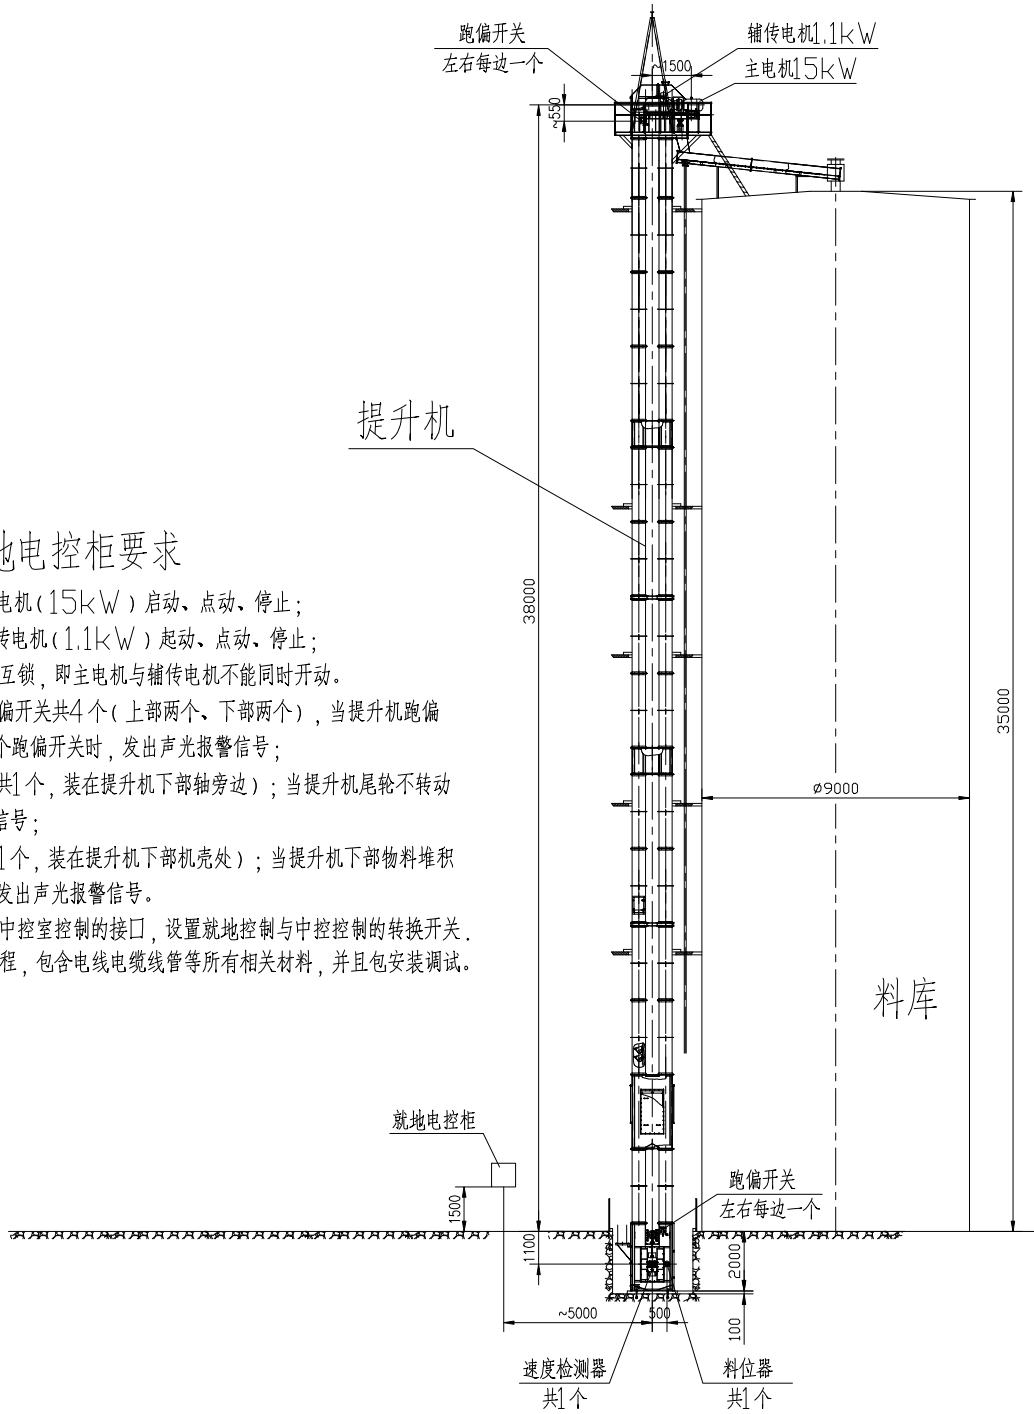 跑偏开关
左右每边一个
辅传电机1.1kW
主电机15kW
~1500
~550
提升机
38000
35000
ø9000
地电控柜要求
电机(15kW)启动、点动、停止;
传电机(1.1kW)起动、点动、停止;
互锁,即主电机与辅传电机不能同时开动。
偏开关共4个(上部两个、下部两个),当提升机跑偏
个跑偏开关时,发出声光报警信号;
共1个,装在提升机下部轴旁边);当提升机尾轮不转动
信号;
1个,装在提升机下部机壳处);当提升机下部物料堆积
发出声光报警信号。
中控室控制的接口,设置就地控制与中控控制的转换开关.
程,包含电线电缆线管等所有相关材料,并且包安装调试。
料库
就地电控柜
跑偏开关
左右每边一个
1500
1100
2000
~5000
500
100
速度检测器
共1个
料位器
共1个